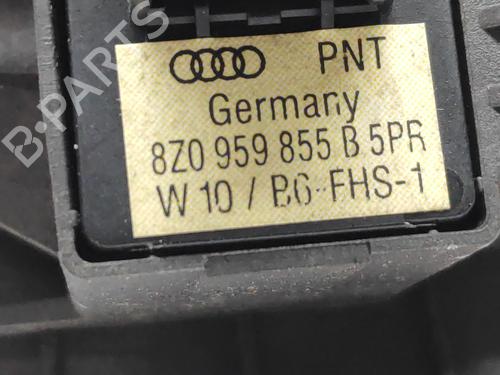 PNT
Germany
8Z0 959 855 B 5PR
W 10 / B6-FHS-1
B-PARTS